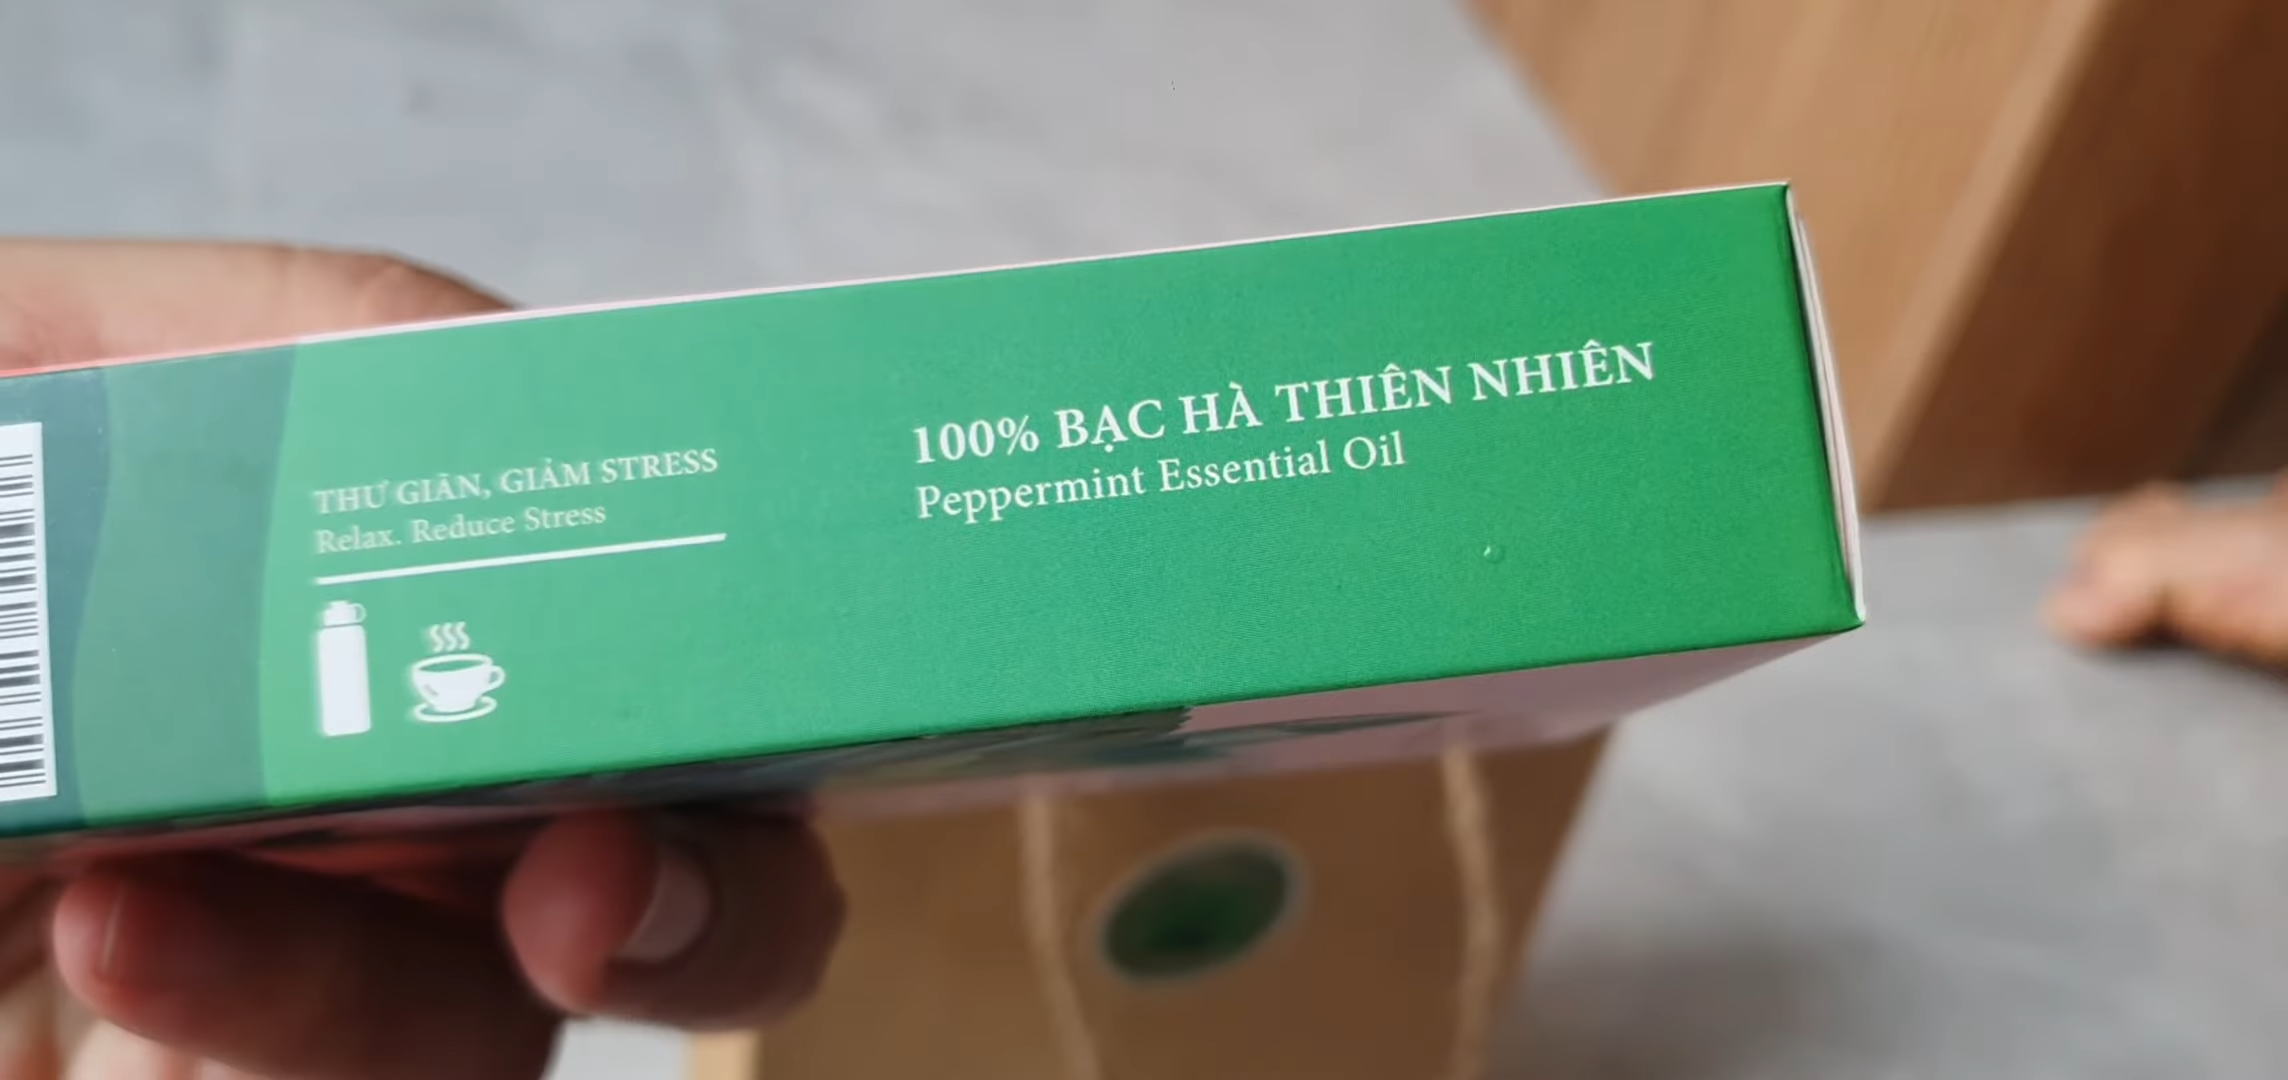 THƯ GIÃN, GIẢM STRESS
Relax. Reduce Stress
100% BẠC HÀ THIÊN NHIÊN
Peppermint Essential Oil